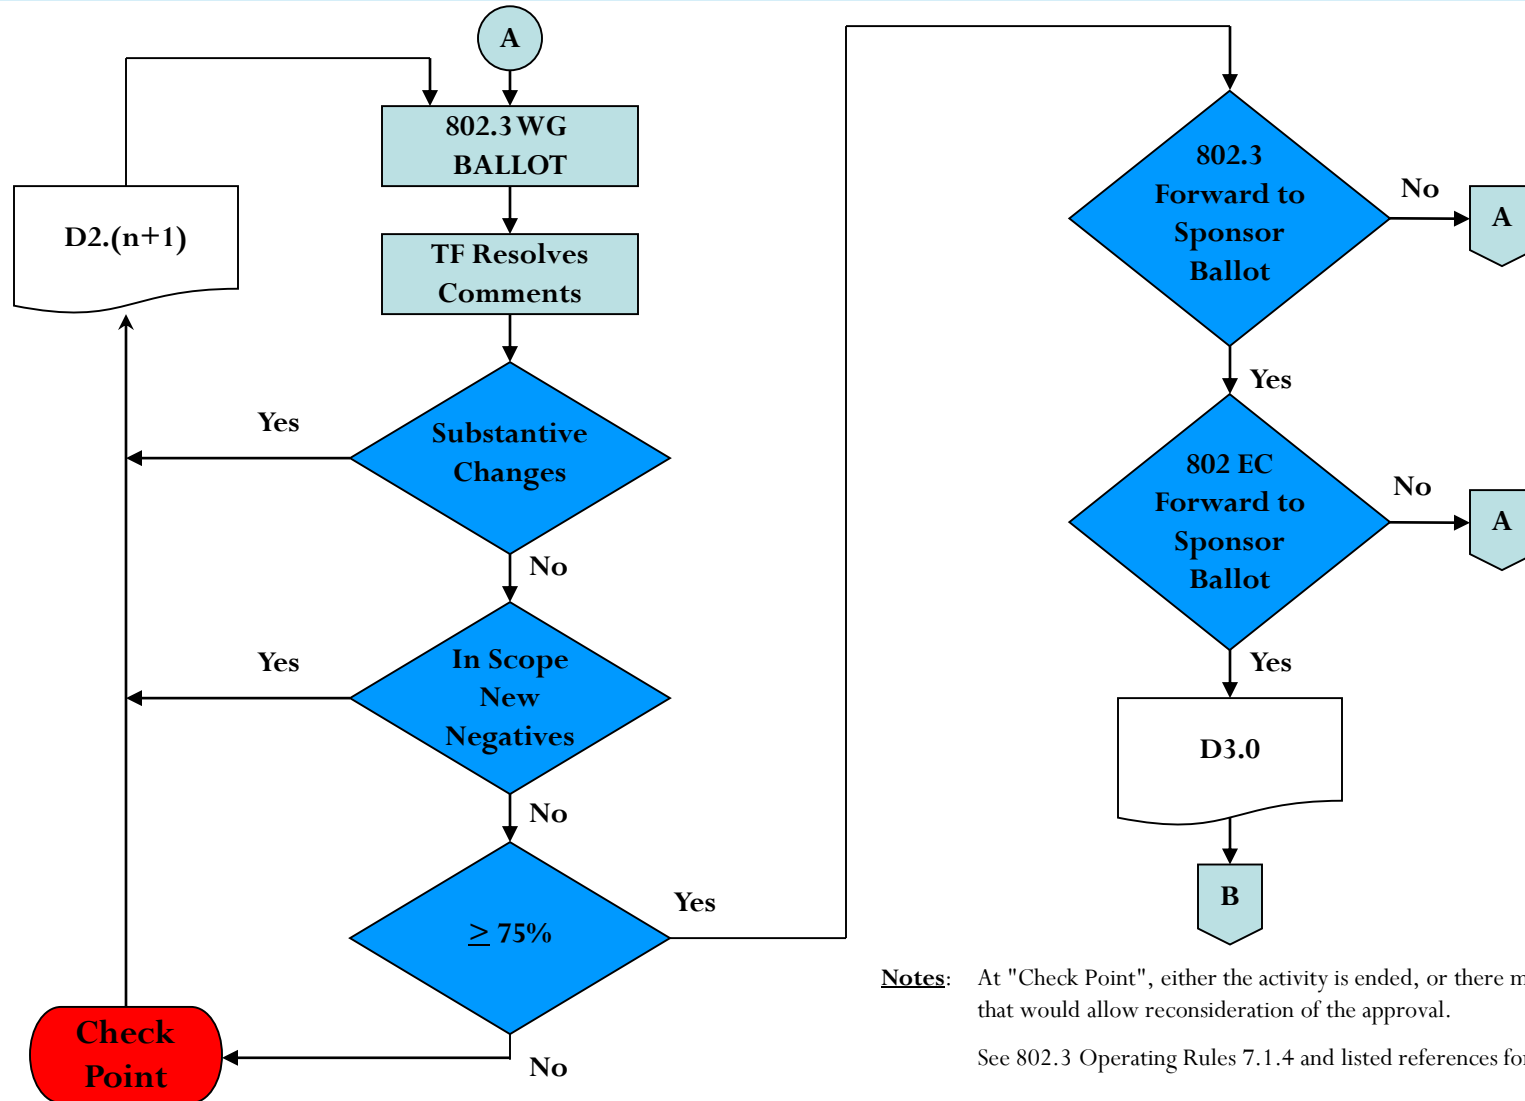 A
802.3 WG
BALLOT
D2.(n+1)
TF Resolves
Comments
Yes
Substantive
Changes
No
Yes
In Scope
New
Negatives
No
≥ 75%
Yes
Check
Point
No
802.3
Forward to
Sponsor
Ballot
No
A
Yes
802 EC
Forward to
Sponsor
Ballot
No
A
Yes
D3.0
B
Notes: At "Check Point", either the activity is ended, or there
that would allow reconsideration of the approval.
See 802.3 Operating Rules 7.1.4 and listed references for